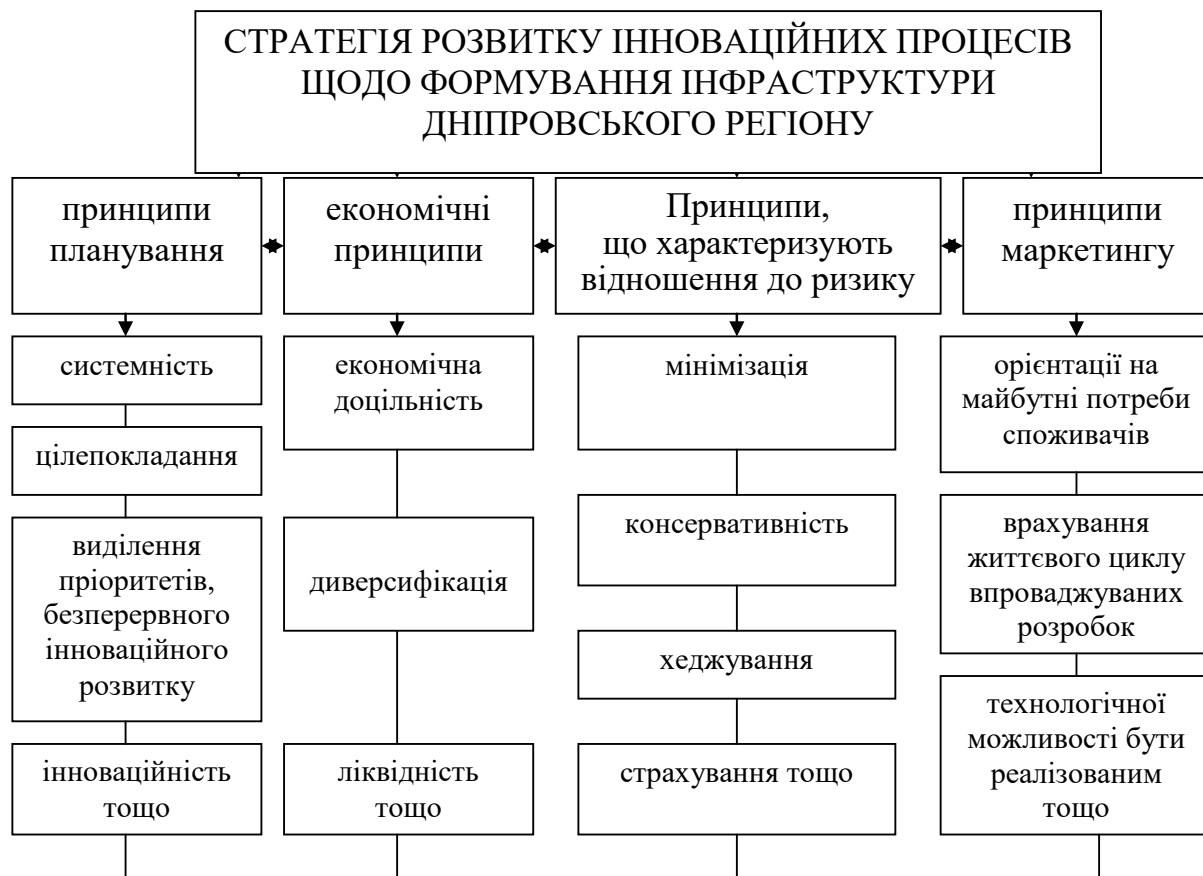 СТРАТЕГІЯ РОЗВИТКУ ІННОВАЦІЙНИХ ПРОЦЕСІВ
ЩОДО ФОРМУВАННЯ ІНФРАСТРУКТУРИ
ДНІПРОВСЬКОГО РЕГІОНУ
принципи
планування
економічні
принципи
Принципи,
що характеризують
відношення до ризику
принципи
маркетингу
системність
цілепокладання
виділення
пріоритетів,
безперервного
інноваційного
розвитку
інноваційність
тощо
економічна
доцільність
диверсифікація
ліквідність
тощо
мінімізація
консервативність
хеджування
страхування тощо
орієнтації на
майбутні потреби
споживачів
врахування
життєвого циклу
впроваджуваних
розробок
технологічної
можливості бути
реалізованим
тощо